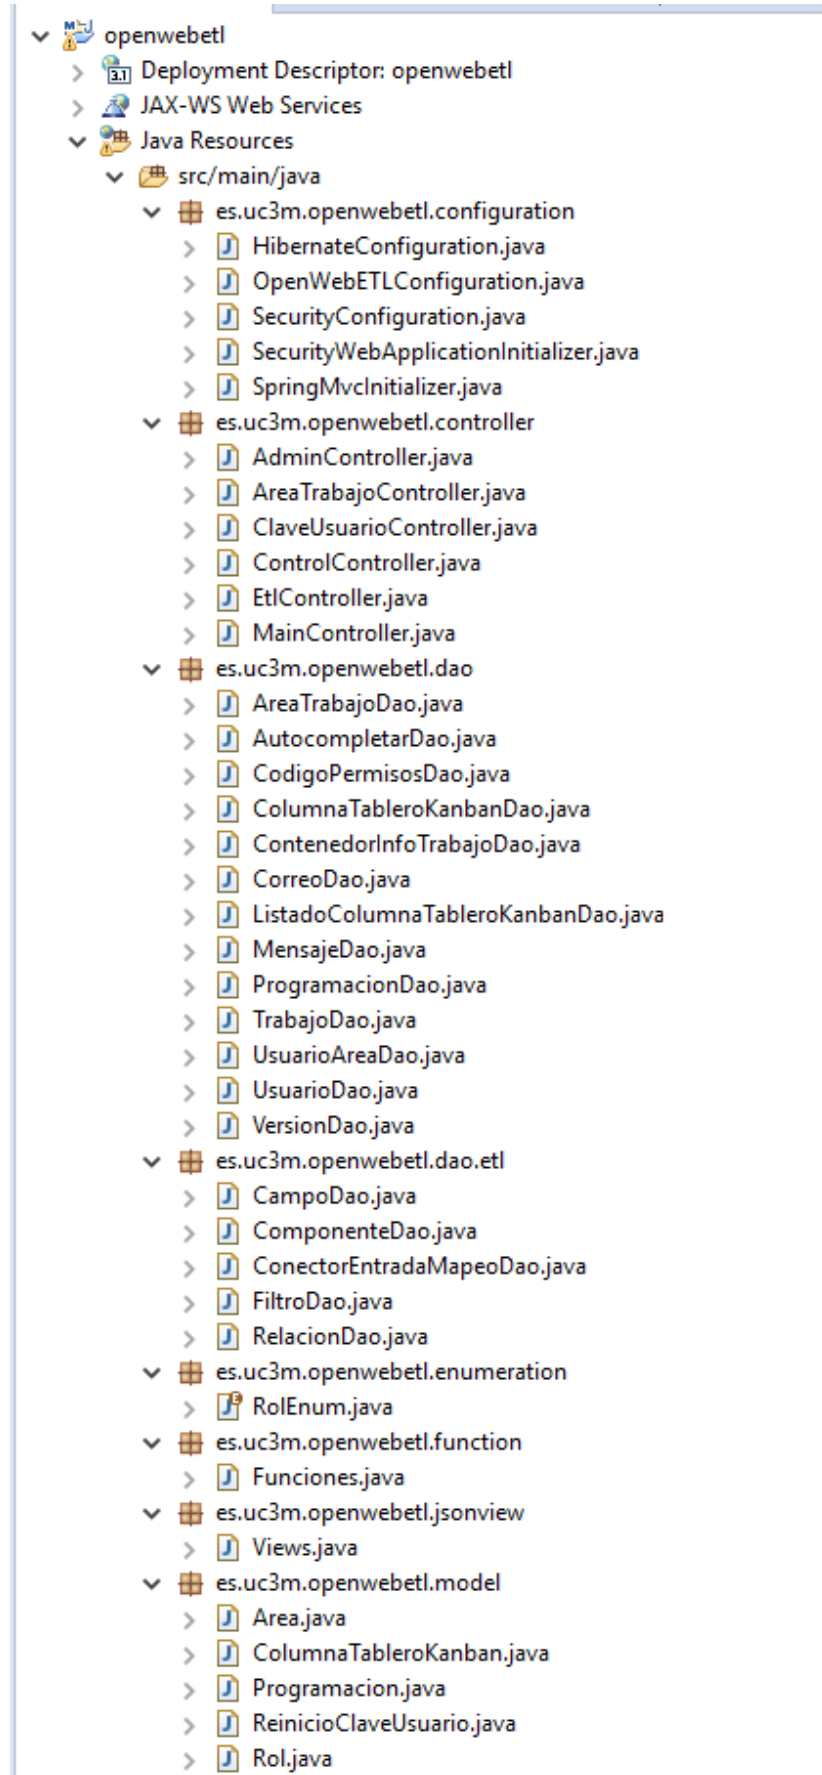 openwebetl
Deployment Descriptor: openwebetl
JAX-WS Web Services
Java Resources
src/main/java
es.uc3m.openwebetl.configuration
HibernateConfiguration.java
OpenWebETLConfiguration.java
SecurityConfiguration.java
SecurityWebApplicationInitializer.java
SpringMvcInitializer.java
es.uc3m.openwebetl.controller
AdminController.java
AreaTrabajoController.java
ClaveUsuarioController.java
ControlController.java
EtlController.java
MainController.java
es.uc3m.openwebetl.dao
AreaTrabajoDao.java
AutocompletarDao.java
CodigoPermisosDao.java
ColumnaTableroKanbanDao.java
ContenedorInfoTrabajoDao.java
CorreoDao.java
ListadoColumnaTableroKanbanDao.java
MensajeDao.java
ProgramacionDao.java
TrabajoDao.java
UsuarioAreaDao.java
UsuarioDao.java
VersionDao.java
es.uc3m.openwebetl.dao.etl
CampoDao.java
ComponenteDao.java
ConectorEntradaMapeoDao.java
FiltroDao.java
RelacionDao.java
es.uc3m.openwebetl.enumeration
RolEnum.java
es.uc3m.openwebetl.function
Funciones.java
es.uc3m.openwebetl.jsonview
Views.java
es.uc3m.openwebetl.model
Area.java
ColumnaTableroKanban.java
Programacion.java
ReinicioClaveUsuario.java
Rol.java